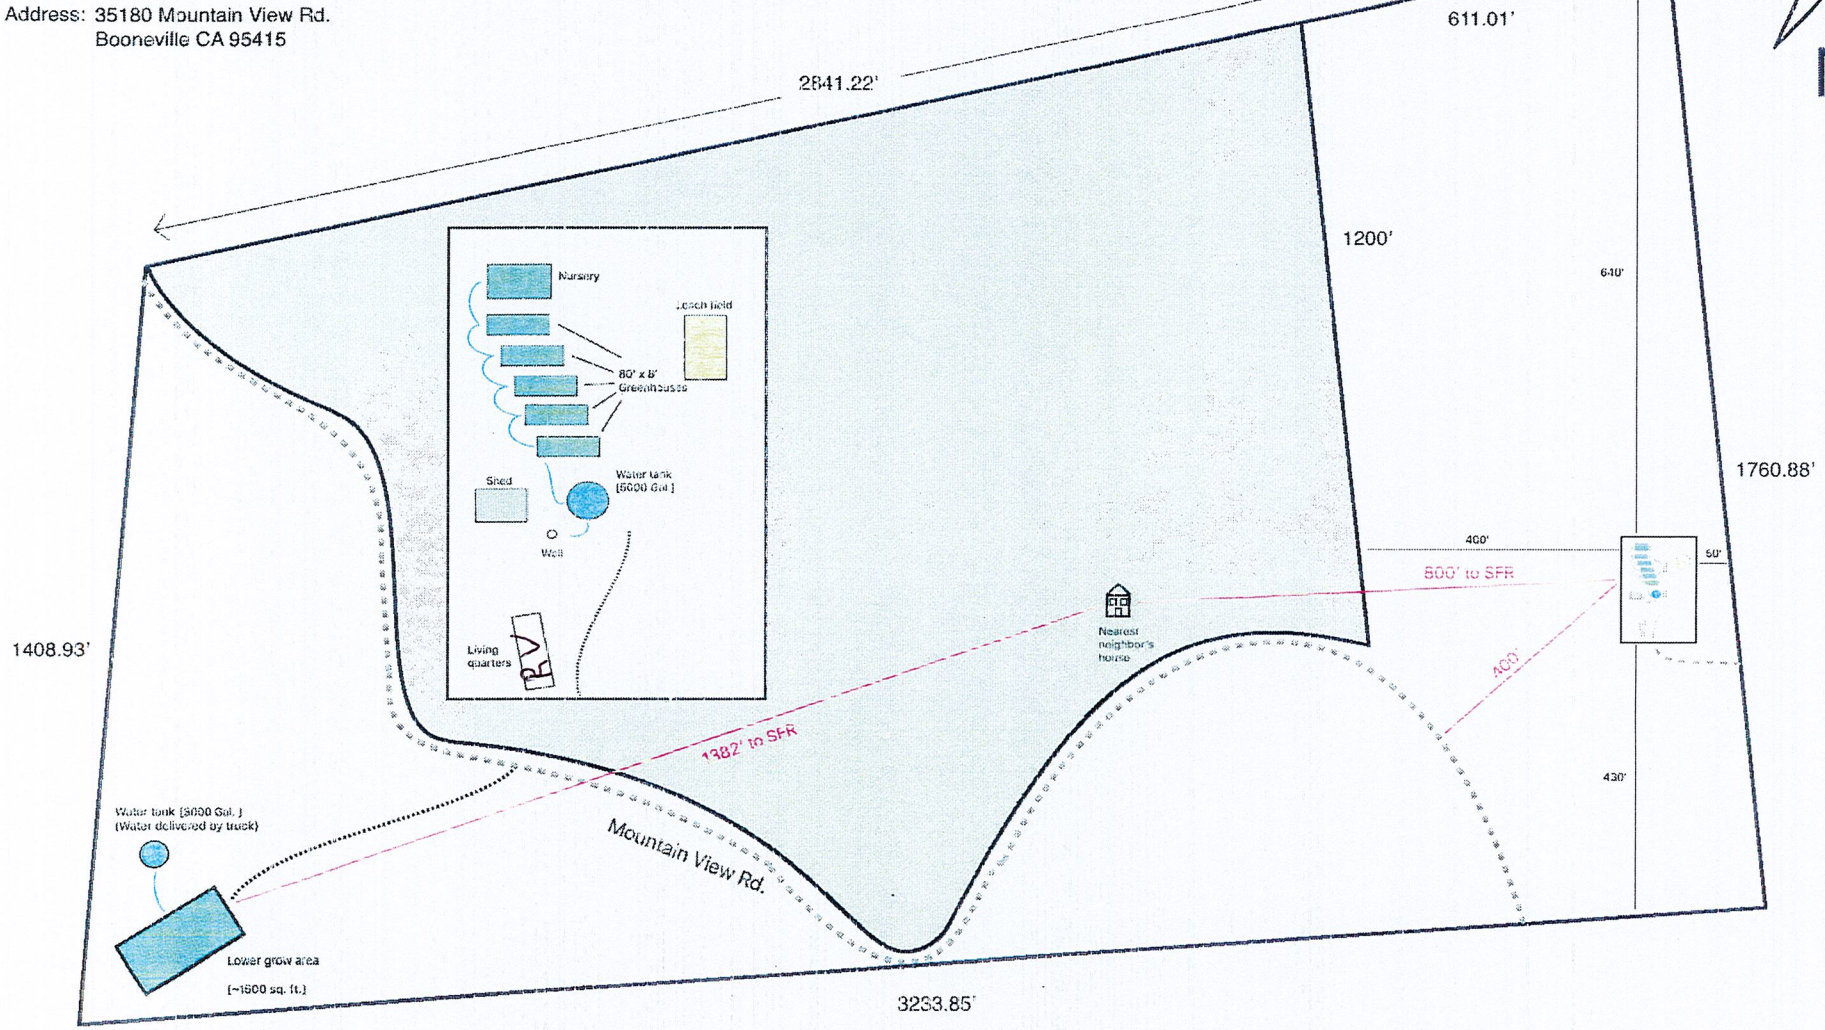 Address: 35180 Mountain View Rd.
Booneville CA 95415
611.01'
2841.22'
1200'
640'
Nursery
Leach field
80' x 8'
Greenhouses
Shed
Water tank
[5000 Gal.]
Well
Living
quarters
RV
1760.88'
400'
50'
800' to SFR
400'
Nearest
neighbor's
house
1408.93'
1382' to SFR
430'
Water tank [3000 Gal. ]
(Water delivered by truck)
Mountain View Rd.
Lower grow area
[~1500 sq. ft.]
3233.85'